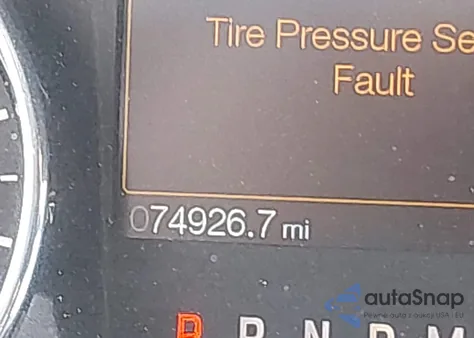 Tire Pressure Se
Fault
074926.7 mi
autoSnap
P R N D M